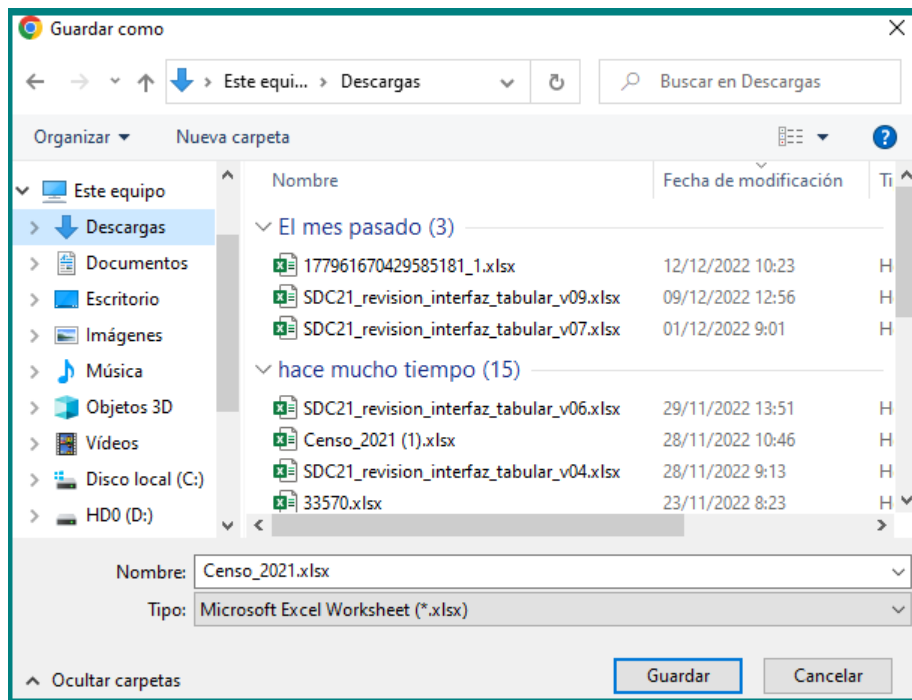 Guardar como
Este equi... > Descargas
Buscar en Descargas
Organizar
Nueva carpeta
Este equipo
Descargas
Documentos
Escritorio
Imágenes
Música
Objetos 3D
Vídeos
Disco local (C:)
HD0 (D:)
Nombre Fecha de modificación Ti
El mes pasado (3)
177961670429585181_1.xlsx 12/12/2022 10:23 H
SDC21_revision_interfaz_tabular_v09.xlsx 09/12/2022 12:56 H
SDC21_revision_interfaz_tabular_v07.xlsx 01/12/2022 9:01 H
hace mucho tiempo (15)
SDC21_revision_interfaz_tabular_v06.xlsx 29/11/2022 13:51 H
Censo_2021 (1).xlsx 28/11/2022 10:46 H
SDC21_revision_interfaz_tabular_v04.xlsx 28/11/2022 9:13 H
33570.xlsx 23/11/2022 8:23 H
Nombre: Censo_2021.xlsx
Tipo: Microsoft Excel Worksheet (*.xlsx)
Ocultar carpetas
Guardar
Cancelar